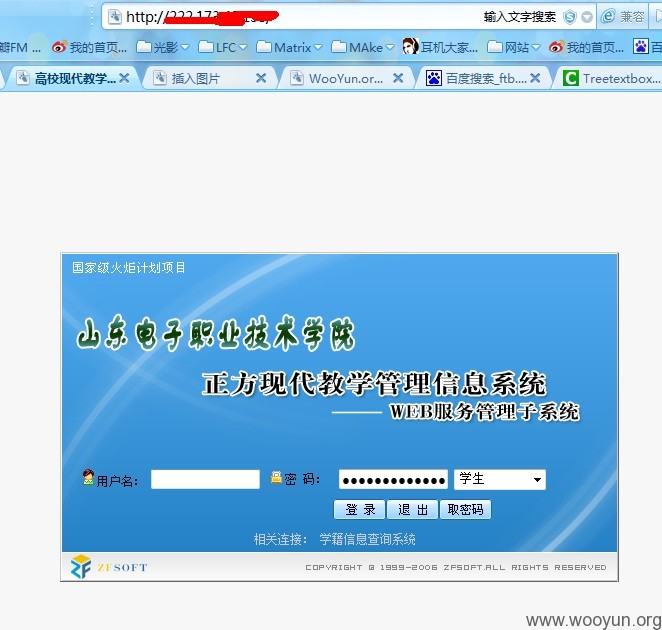 http://
输入文字搜索
兼容
瓣FM ...
我的首页...
光影
LFC
Matrix
MAke
耳机大家...
网站
我的首页...
百
高校现代教学...
插入图片
WooYun.or...
百度搜索_ftb....
Treetextbox...
国家级火炬计划项目
山东电子职业技术学院
正方现代教学管理信息系统
—— WEB服务管理子系统
用户名：
密 码：
●●●●●●●●●●●●●
学生
登 录
退 出
取密码
相关连接： 学籍信息查询系统
ZFSOFT
COPYRIGHT @ 1999-2006 ZFSOFT.ALL RIGHTS RESERVED
www.wooyun.org